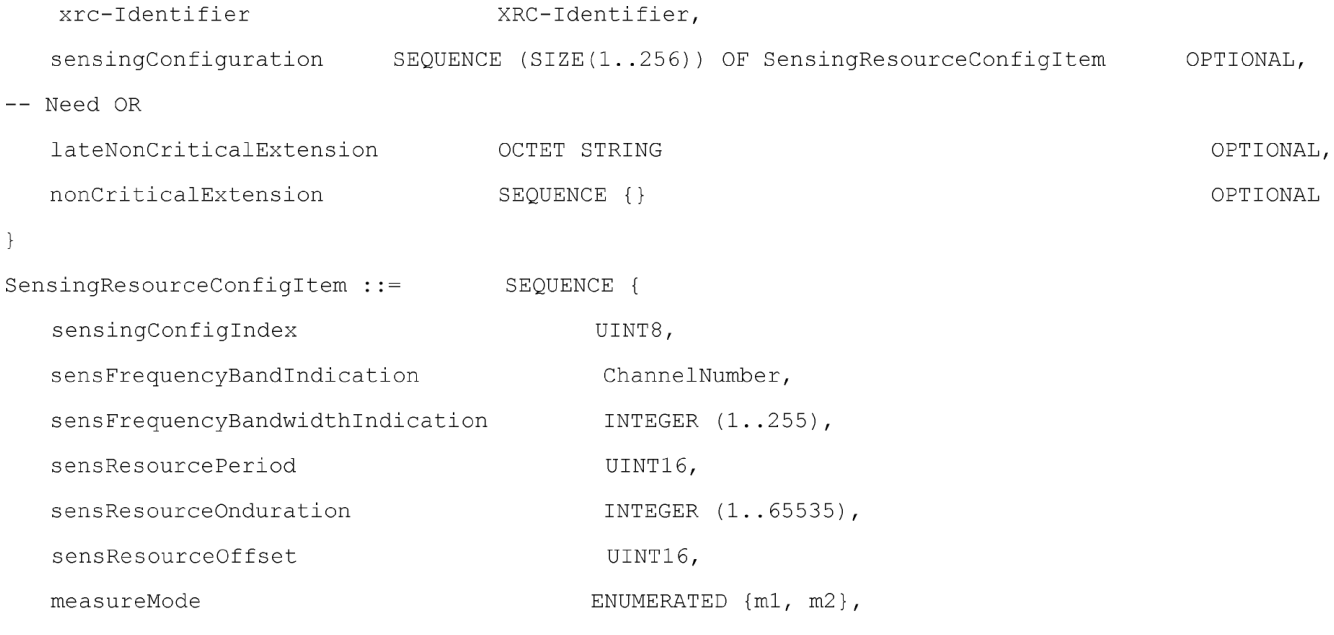 xrc-Identifier XRC-Identifier,
sensingConfiguration SEQUENCE (SIZE(1..256)) OF SensingResourceConfigItem OPTIONAL,
-- Need OR
lateNonCriticalExtension OCTET STRING OPTIONAL,
nonCriticalExtension SEQUENCE {} OPTIONAL
}
SensingResourceConfigItem ::= SEQUENCE {
sensingConfigIndex UINT8,
sensFrequencyBandIndication ChannelNumber,
sensFrequencyBandwidthIndication INTEGER (1..255),
sensResourcePeriod UINT16,
sensResourceOnduration INTEGER (1..65535),
sensResourceOffset UINT16,
measureMode ENUMERATED {m1, m2},